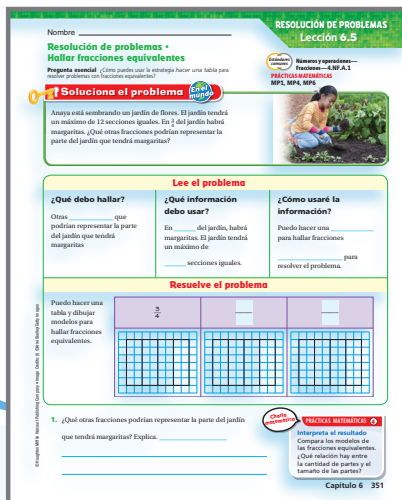 Nombre
RESOLUCIÓN DE PROBLEMAS
Lección 6.5
Resolución de problemas •
Hallar fracciones equivalentes
Pregunta esencial ¿Cómo puedes usar la estrategia hacer una tabla para
resolver problemas con fracciones equivalentes?
Estándares comunes
Números y operaciones—
Fracciones—4.NF.A.1
PRÁCTICAS MATEMÁTICAS
MP1, MP4, MP6
Soluciona el problema
En el
mundo
Anaya está sembrando un jardín de flores. El jardín tendrá
un máximo de 12 secciones iguales. En 3/4 del jardín habrá
margaritas. ¿Qué otras fracciones podrían representar la
parte del jardín que tendrá margaritas?
Lee el problema
¿Qué debo hallar?
Otras ______ que
podrían representar la parte
del jardín que tendrá
margaritas
¿Qué información
debo usar?
En ______ del jardín, habrá
margaritas. El jardín tendrá
un máximo de
______ secciones iguales.
¿Cómo usaré la
información?
Puedo hacer una ______
para hallar fracciones
______ para
resolver el problema.
Resuelve el problema
Puedo hacer una
tabla y dibujar
modelos para
hallar fracciones
equivalentes.
3/4
1. ¿Qué otras fracciones podrían representar la parte del jardín
que tendrá margaritas? Explica. ______
Charla
matemática
PRÁCTICAS MATEMÁTICAS 6
Interpreta el resultado
Compara los modelos de
las fracciones equivalentes.
¿Qué relación hay entre
la cantidad de partes y el
tamaño de las partes?
Capítulo 6 351